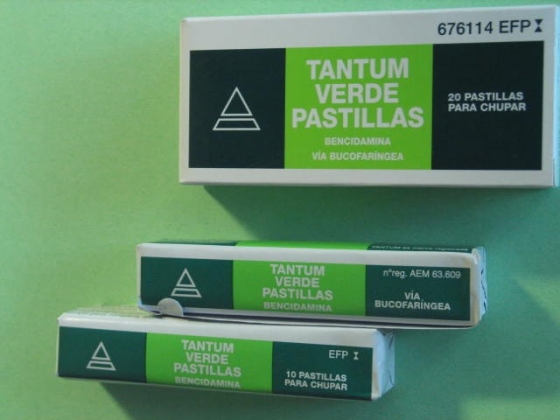 676114 EFP
TANTUM
VERDE
PASTILLAS
BENCIDAMINA
VÍA BUCOFARÍNGEA
20 PASTILLAS
PARA CHUPAR
TANTUM
VERDE
PASTILLAS
BENCIDAMINA
nºreg. AEM 63.609
VÍA
BUCOFARÍNGEA
TANTUM
VERDE
PASTILLAS
BENCIDAMINA
EFP
10 PASTILLAS
PARA CHUPAR